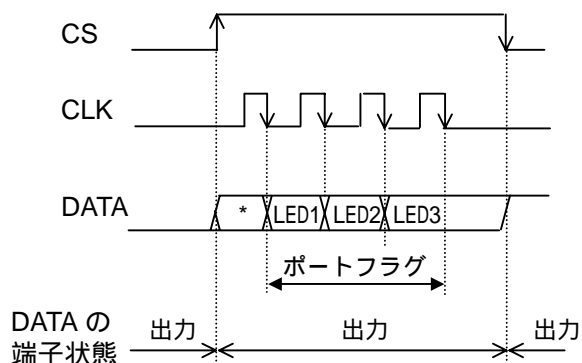 CS
CLK
DATA
* LED1 LED2 LED3
ポートフラグ
DATA の
端子状態
出力 出力 出力